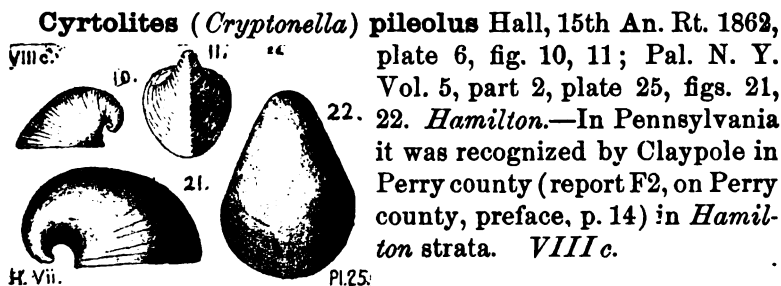 Cyrtolites (Cryptonella) pileolus Hall, 15th An. Rt. 1862,
plate 6, fig. 10, 11; Pal. N. Y.
Vol. 5, part 2, plate 25, figs. 21,
22. Hamilton.—In Pennsylvania
it was recognized by Claypole in
Perry county (report F2, on Perry
county, preface, p. 14) in Hamil-
ton strata. VIII c.
VIII c.
10.
11.
22.
21.
H. Vii.
Pl.25.